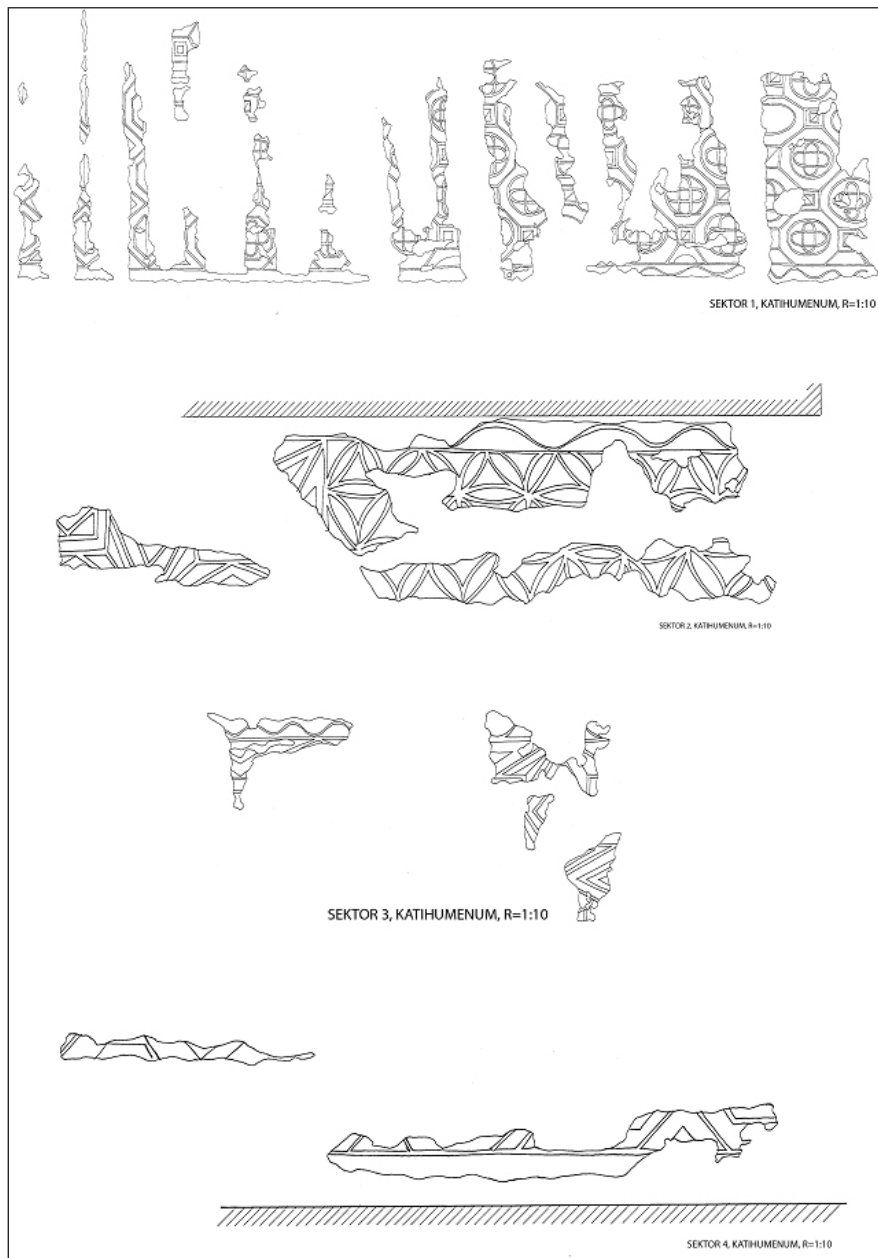 SEKTOR 1, KATIHUMENUM, R=1:10
SEKTOR 2, KATIHUMENUM, R=1:10
SEKTOR 3, KATIHUMENUM, R=1:10
SEKTOR 4, KATIHUMENUM, R=1:10